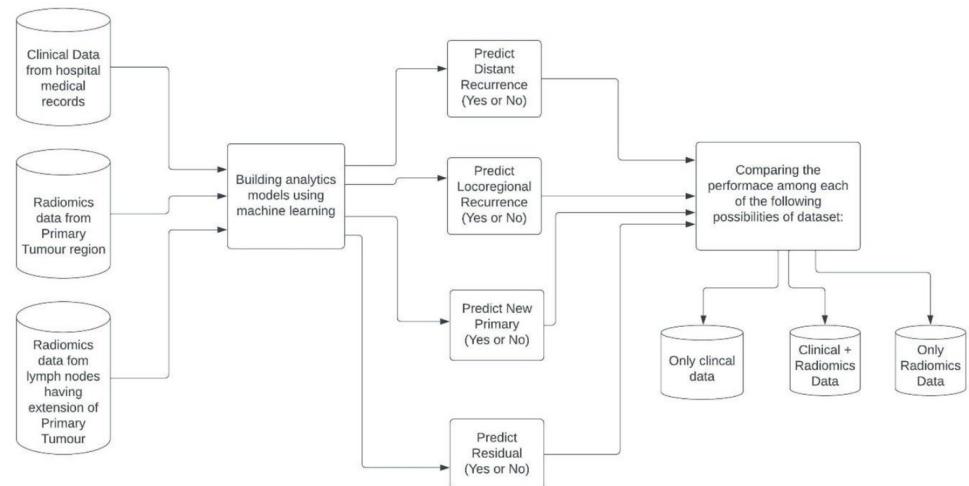 Clinical Data
from hospital
medical
records
Radiomics
data from
Primary
Tumour region
Radiomics
data fom
lymph nodes
having
extension of
Primary
Tumour
Building analytics
models using
machine learning
Predict
Distant
Recurrence
(Yes or No)
Predict
Locoregional
Recurrence
(Yes or No)
Predict New
Primary
(Yes or No)
Predict
Residual
(Yes or No)
Comparing the
performace among each
of the following
possibilities of dataset:
Only clincal
data
Clinical +
Radiomics
Data
Only
Radiomics
Data